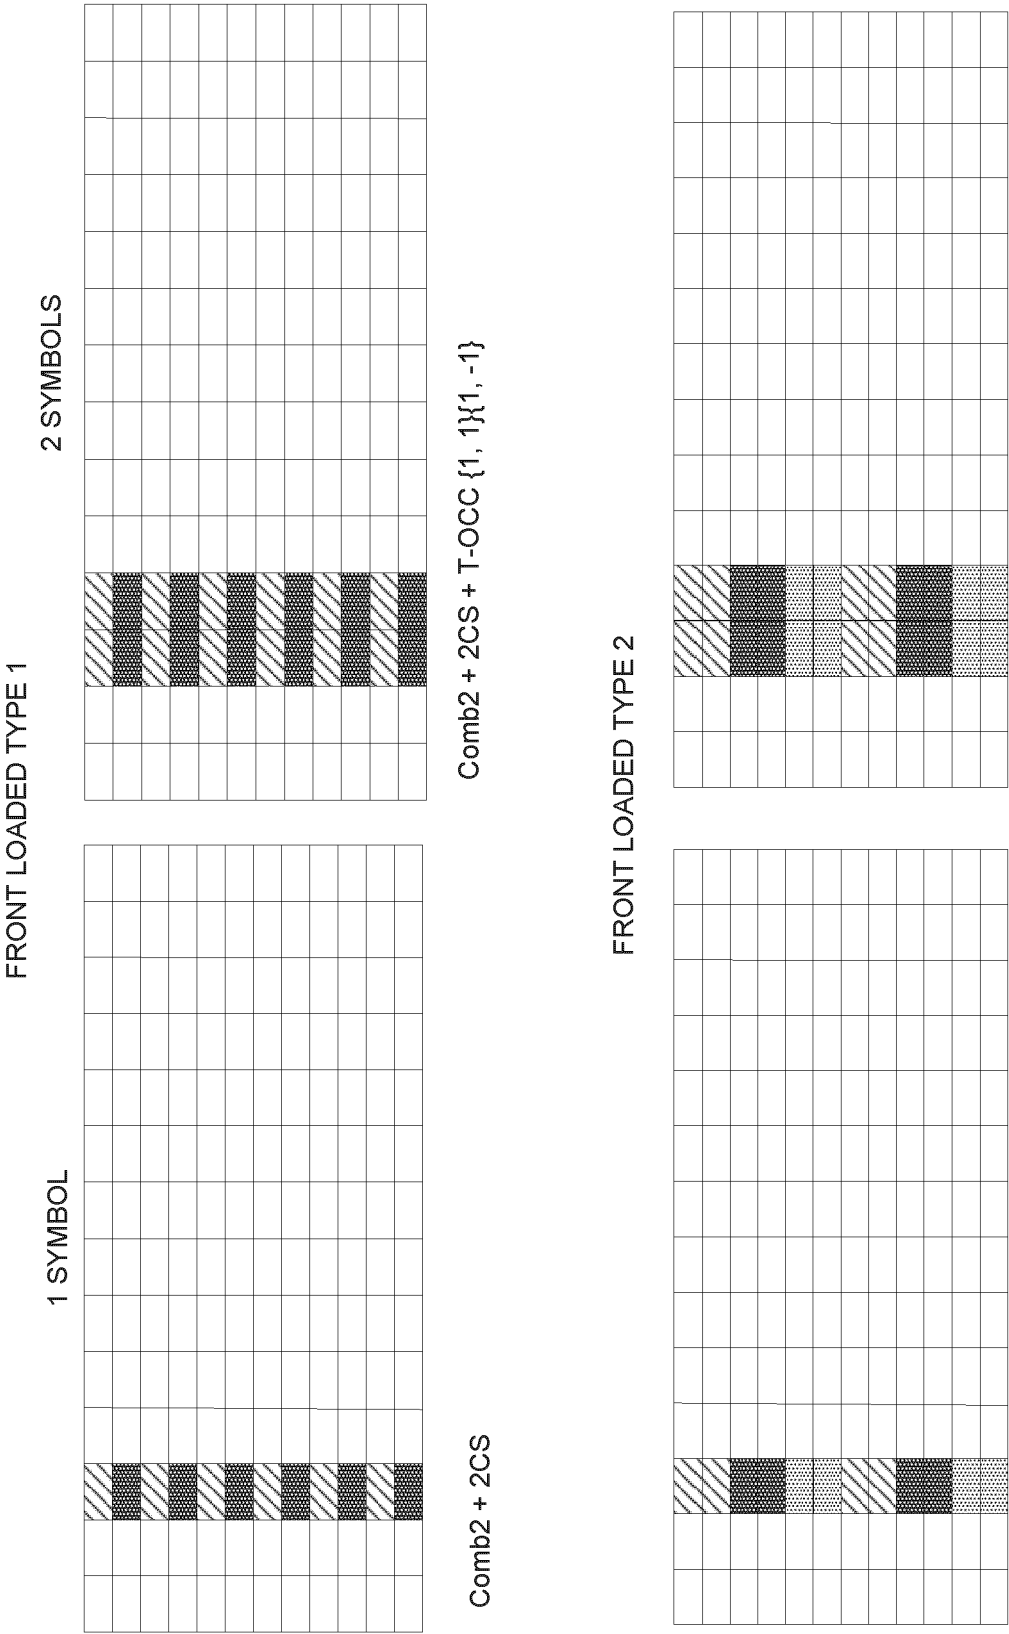 FRONT LOADED TYPE 1
1 SYMBOL
2 SYMBOLS
Comb2 + 2CS
Comb2 + 2CS + T-OCC {1, 1}{1, -1}
FRONT LOADED TYPE 2